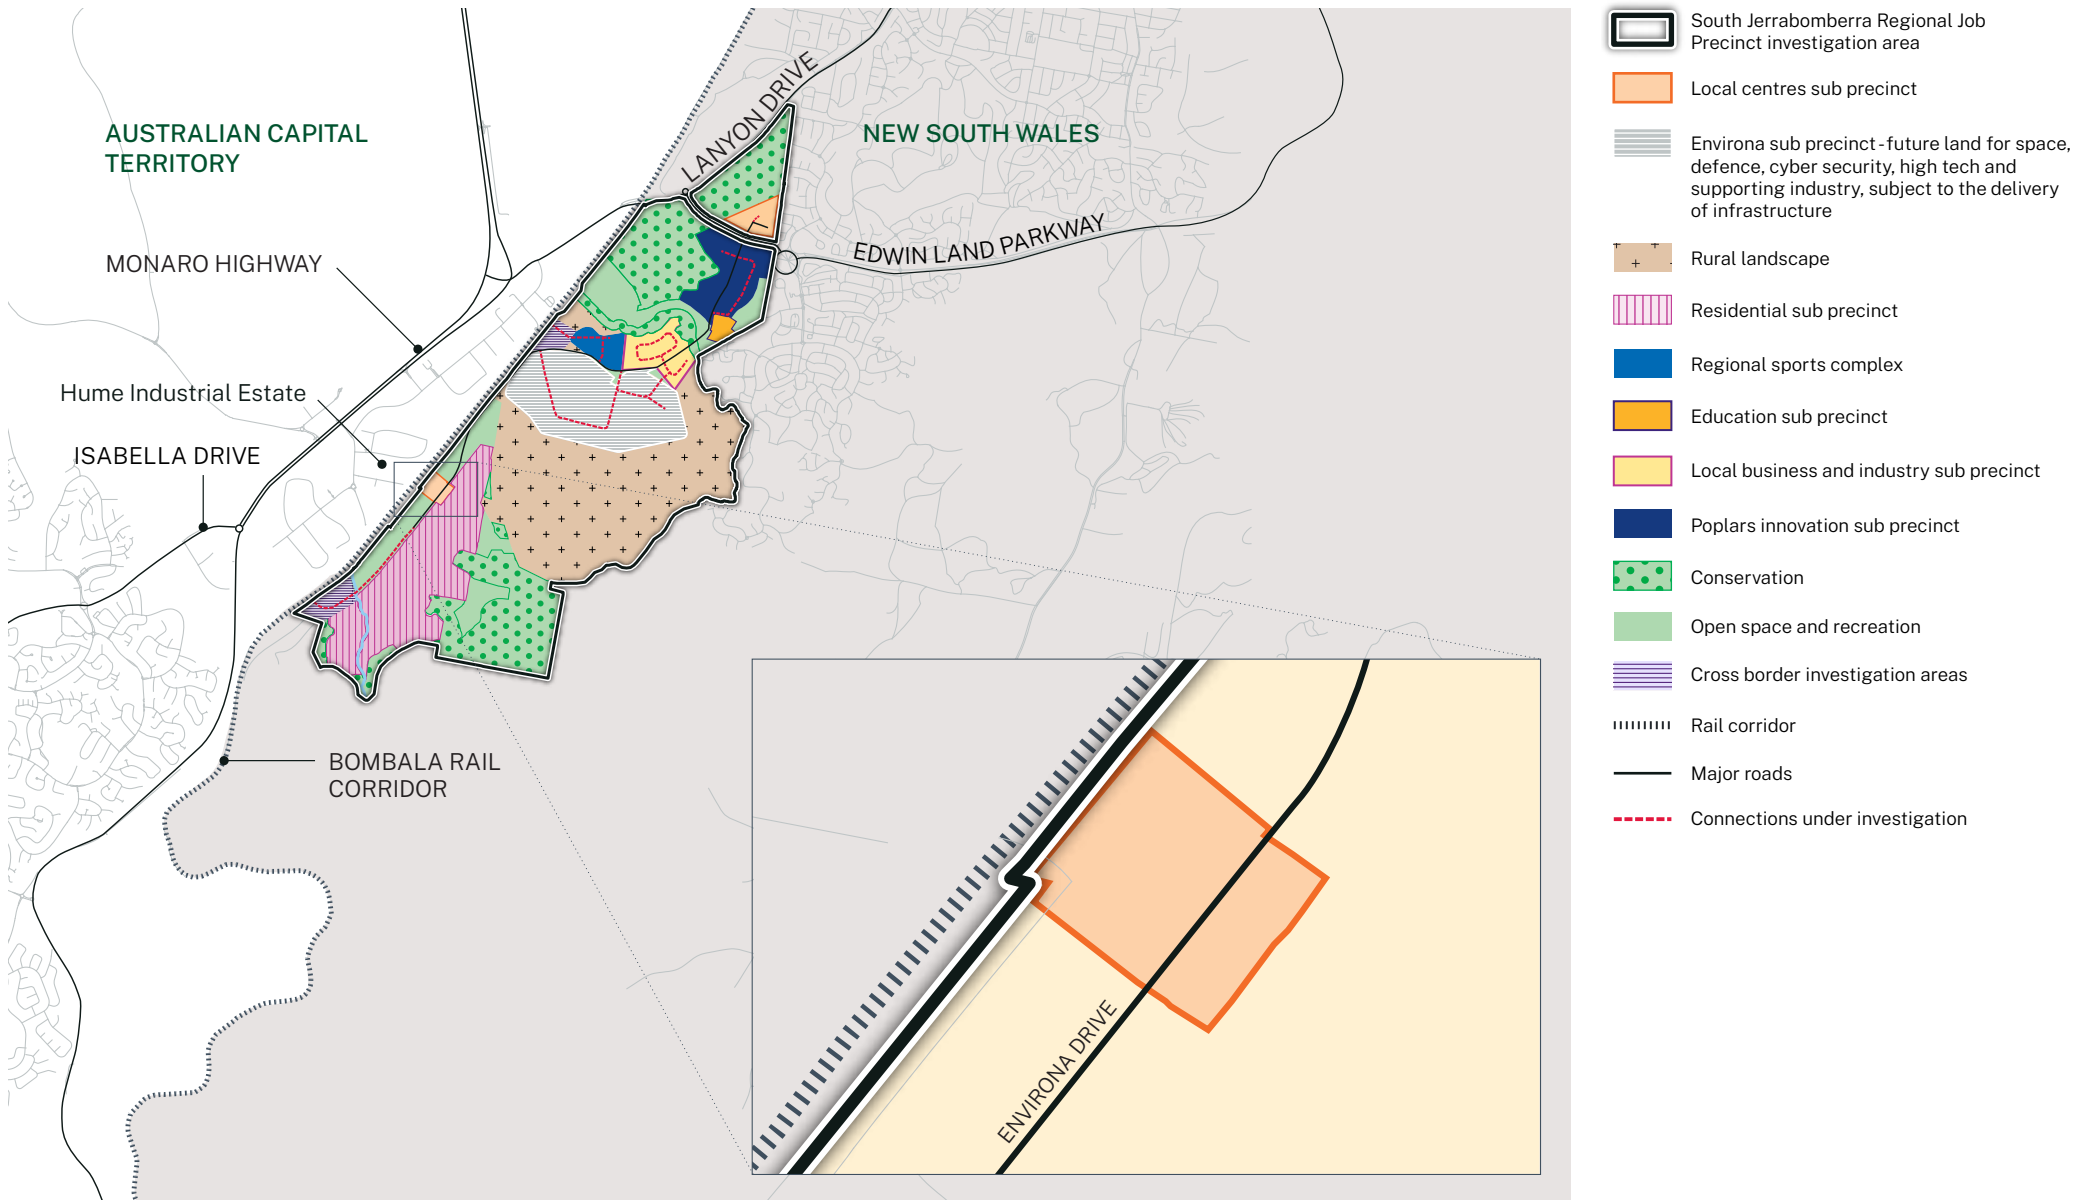 AUSTRALIAN CAPITAL
TERRITORY
NEW SOUTH WALES
LANYON DRIVE
EDWIN LAND PARKWAY
MONARO HIGHWAY
Hume Industrial Estate
ISABELLA DRIVE
BOMBALA RAIL
CORRIDOR
ENVIRONA DRIVE
South Jerrabomberra Regional Job
Precinct investigation area
Local centres sub precinct
Environa sub precinct - future land for space,
defence, cyber security, high tech and
supporting industry, subject to the delivery
of infrastructure
Rural landscape
Residential sub precinct
Regional sports complex
Education sub precinct
Local business and industry sub precinct
Poplars innovation sub precinct
Conservation
Open space and recreation
Cross border investigation areas
Rail corridor
Major roads
Connections under investigation